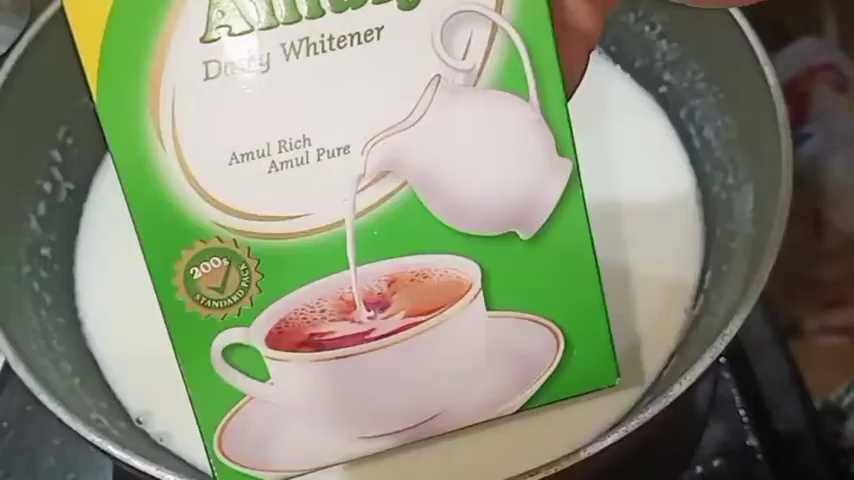 Dairy Whitener
Amul Rich
Amul Pure
200g
STANDARD PACK